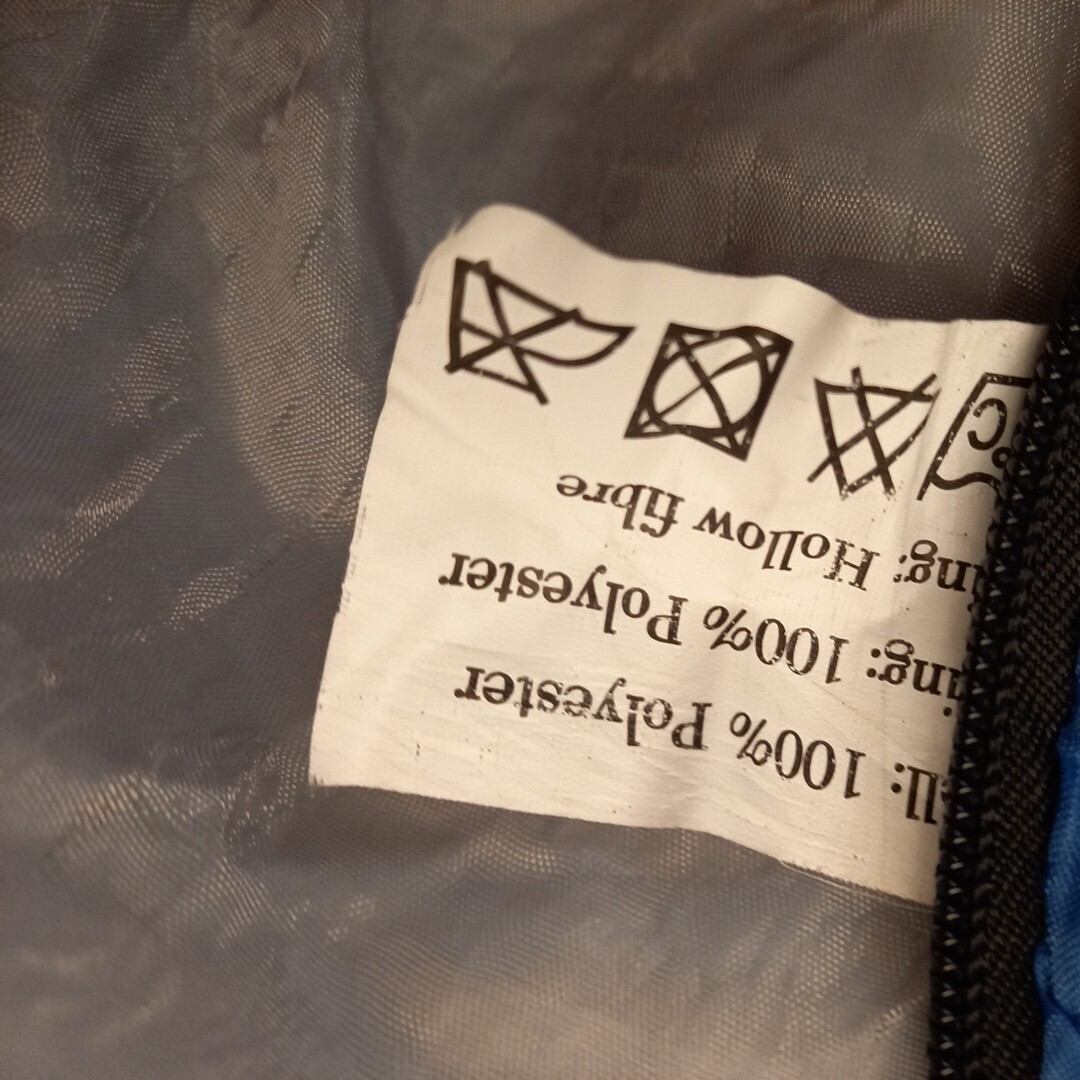 ll: 100% Polyester
ing: 100% Polyester
ing: Hollow fibre
°C